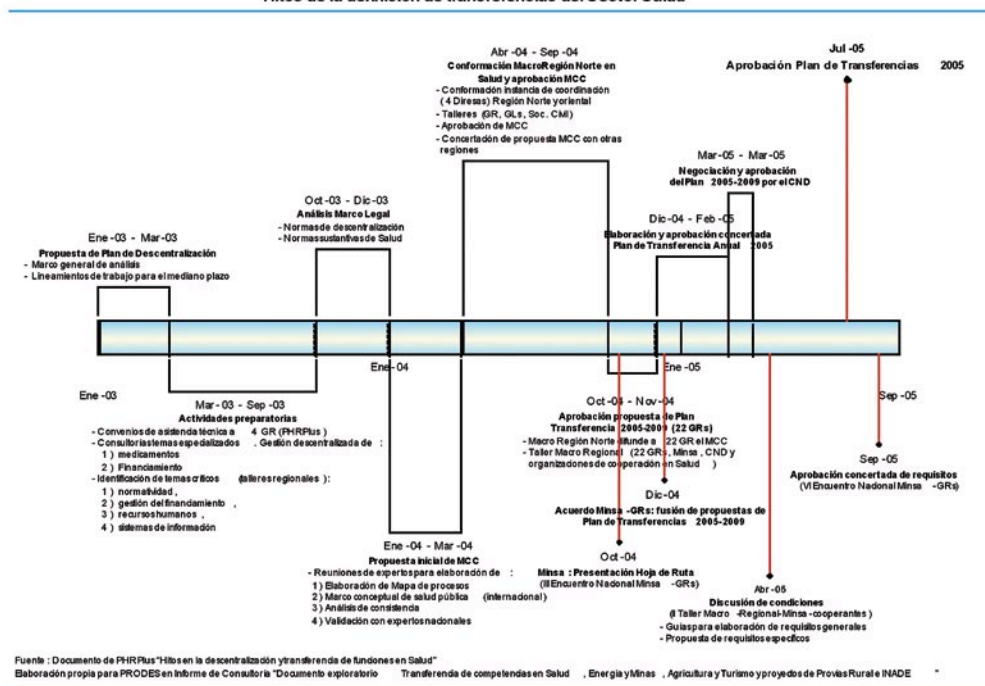 Hitos de la definición de transferencias del Sector Salud
Abr -04 - Sep -04
Conformación MacroRegión Norte en
Salud y aprobación MCC
- Conformación instancia de coordinación
( 4 Diresas) Región Norte y oriental
- Talleres (GR, GLs, Soc. CMI)
- Aprobación de MCC
- Concertación de propuesta MCC con otras
regiones
Jul -05
Aprobación Plan de Transferencias 2005
Mar-05 - Mar-05
Negociación y aprobación
del Plan 2005-2009 por el CND
Oct-03 - Dic-03
Análisis Marco Legal
- Normas de descentralización
- Normas sustantivas de Salud
Dic-04 - Feb -05
Elaboración y aprobación concertada
Plan de Transferencia Anual 2005
Ene-03 - Mar-03
Propuesta de Plan de Descentralización
- Marco general de análisis
- Lineamientos de trabajo para el mediano plazo
Ene -04
Ene -05
Ene -03
Sep -05
Mar-03 - Sep -03
Actividades preparatorias
- Convenios de asistencia técnica a 4 GR (PHRPlus )
- Consultorías temas especializados . Gestión descentralizada de :
1 ) medicamentos
2 ) Financiamiento
- Identificación de temas críticos (talleres regionales ):
1 ) normatividad ,
2 ) gestión del financiamiento ,
3 ) recursos humanos ,
4 ) sistemas de información
Oct-04 - Nov-04
Aprobación propuesta de Plan
Transferencia 2005-2009 (22 GRs)
- Macro Región Norte difunde a 22 GR el MCC
- Taller Macro Regional (22 GRs, Minsa , CND y
organizaciones de cooperación en Salud )
Sep -05
Aprobación concertada de requisitos
(VI Encuentro Nacional Minsa -GRs)
Dic-04
Acuerdo Minsa -GRs: fusión de propuestas de
Plan de Transferencias 2005-2009
Ene -04 - Mar -04
Propuesta inicial de MCC
- Reuniones de expertos para elaboración de :
1 ) Elaboración de Mapa de procesos
2 ) Marco conceptual de salud pública (internacional )
3 ) Análisis de consistencia
4 ) Validación con expertos nacionales
Oct-04
Minsa : Presentación Hoja de Ruta
(III Encuentro Nacional Minsa -GRs)
Abr-05
Discusión de condiciones
(II Taller Macro -Regional-Minsa -cooperantes )
- Guías para elaboración de requisitos generales
- Propuesta de requisitos específicos
Fuente : Documento de PHRPlus "Hitos en la descentralización y transferencia de funciones en Salud"
Elaboración propia para PRODES en Informe de Consultoría "Documento exploratorio Transferencia de competencias en Salud , Energía y Minas , Agricultura y Turismo y proyedos de Provías Rural e INADE "